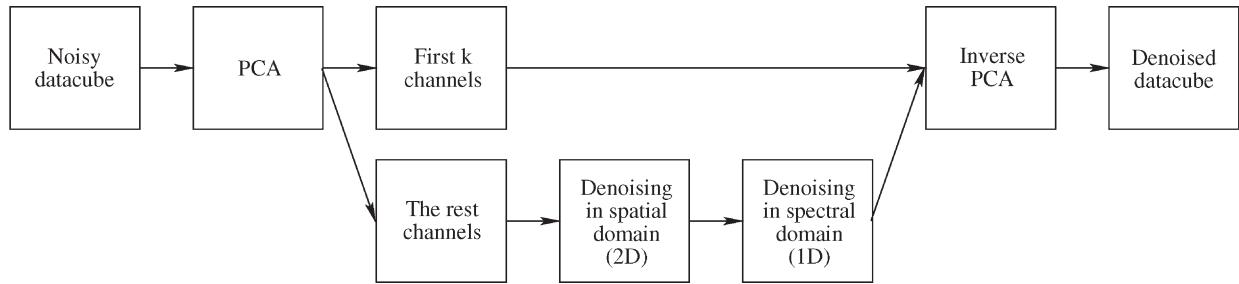 Noisy
datacube
PCA
First k
channels
Inverse
PCA
Denoised
datacube
The rest
channels
Denoising
in spatial
domain
(2D)
Denoising
in spectral
domain
(1D)